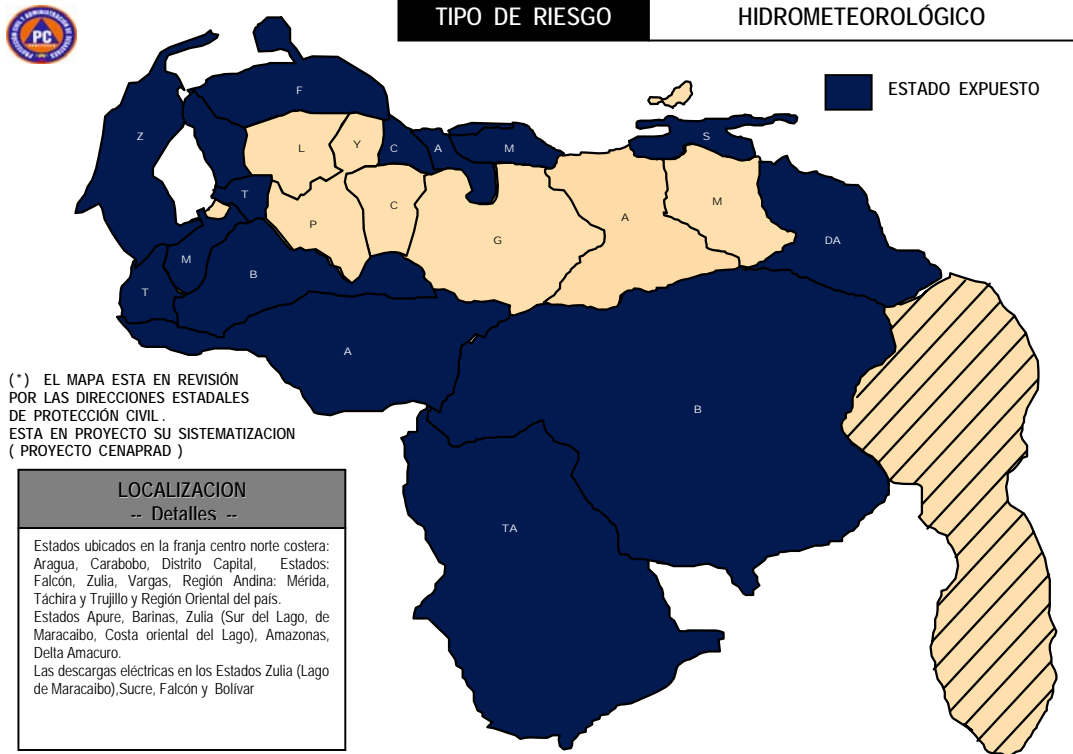 TIPO DE RIESGO
HIDROMETEOROLÓGICO
PC
ESTADO EXPUESTO
F
Z
L
Y
C
A
M
S
T
P
C
G
A
M
DA
M
B
T
A
B
TA
(*) EL MAPA ESTA EN REVISIÓN
POR LAS DIRECCIONES ESTADALES
DE PROTECCIÓN CIVIL.
ESTA EN PROYECTO SU SISTEMATIZACION
( PROYECTO CENAPRAD )
LOCALIZACION
-- Detalles --
Estados ubicados en la franja centro norte costera:
Aragua, Carabobo, Distrito Capital, Estados:
Falcón, Zulia, Vargas, Región Andina: Mérida,
Táchira y Trujillo y Región Oriental del país.
Estados Apure, Barinas, Zulia (Sur del Lago, de
Maracaibo, Costa oriental del Lago), Amazonas,
Delta Amacuro.
Las descargas eléctricas en los Estados Zulia (Lago
de Maracaibo),Sucre, Falcón y Bolívar